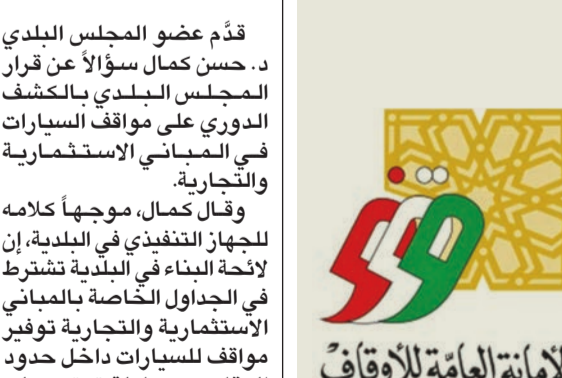 قدَّم عضو المجلس البلدي
د. حسن كمال سؤالاً عن قرار
المجلس البلدي بالكشف
الدوري على مواقف السيارات
في المباني الاستثمارية
والتجارية.
وقال كمال، موجهاً كلامه
للجهاز التنفيذي في البلدية، إن
لائحة البناء في البلدية تشترط
في الجداول الخاصة بالمباني
الاستثمارية والتجارية توفير
مواقف للسيارات داخل حدود
الأمانة العامّة للأوقاف